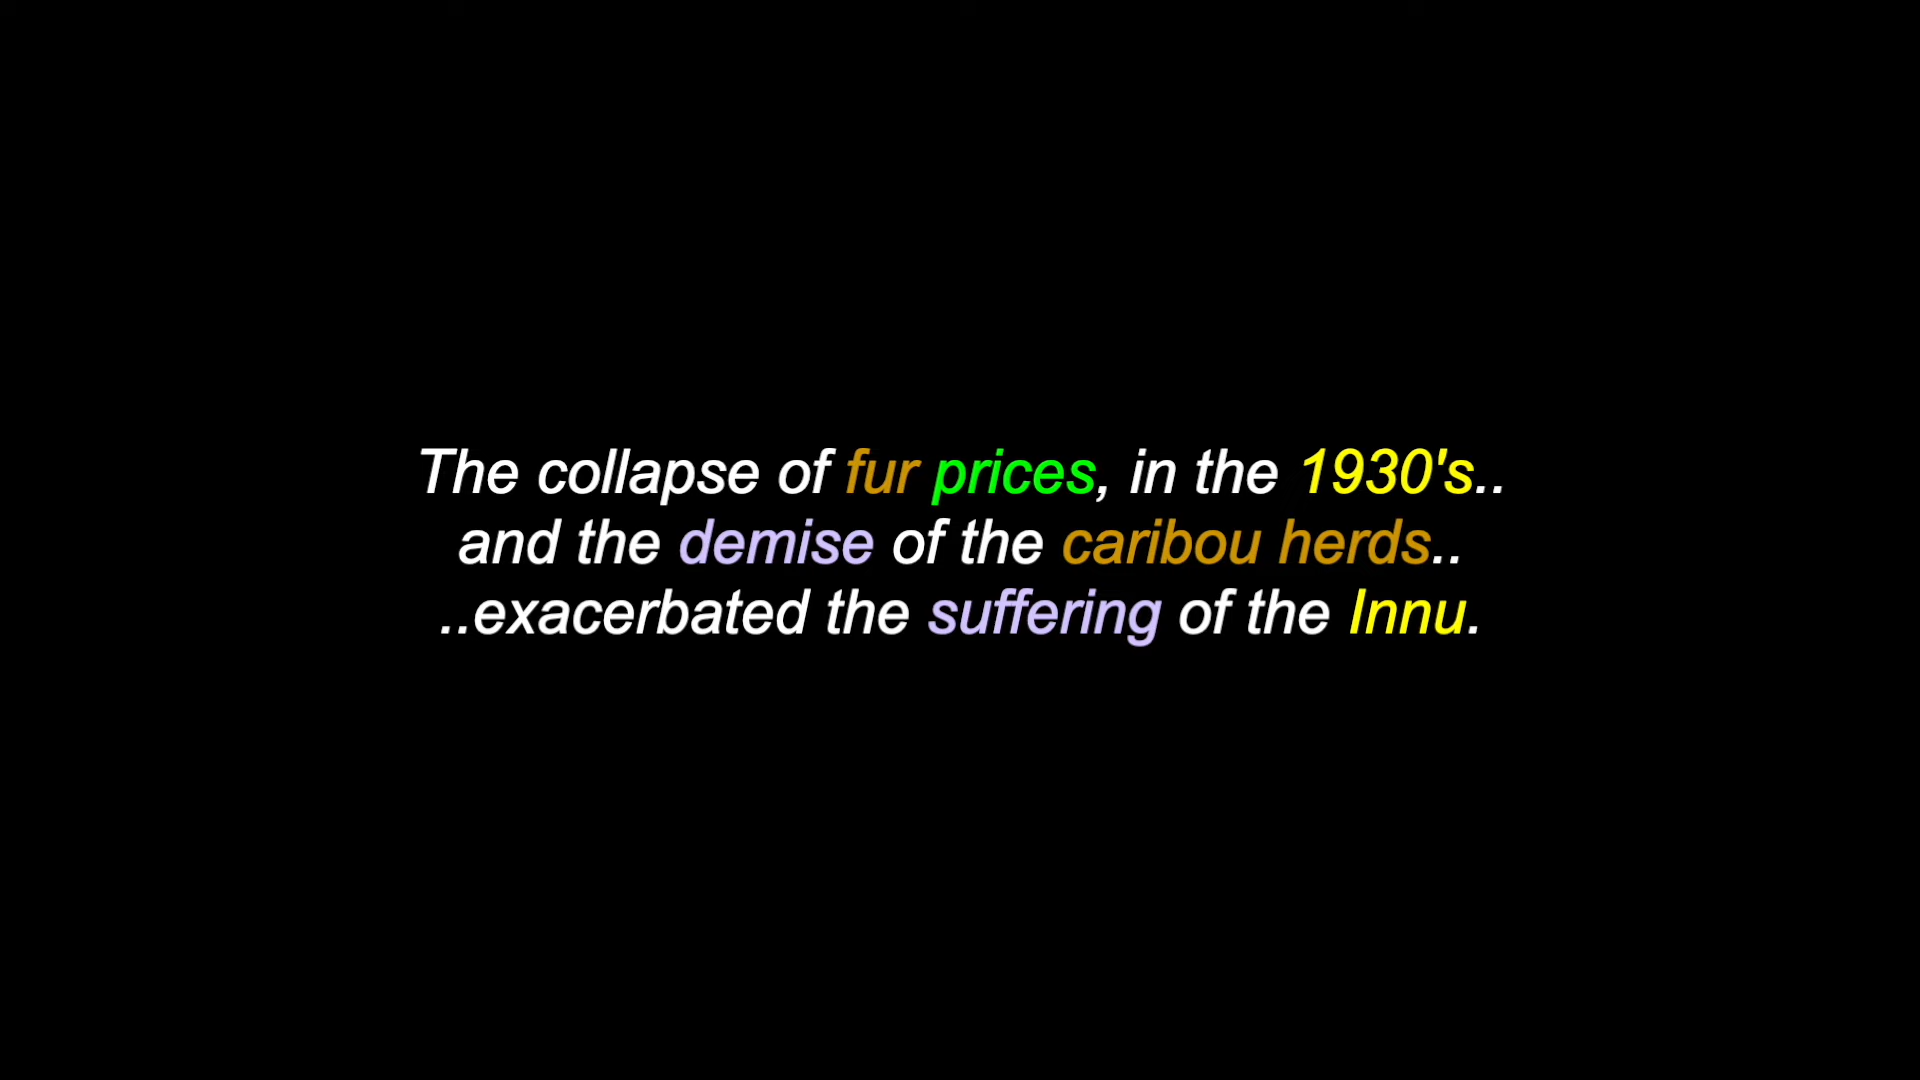 The collapse of fur prices, in the 1930's..
and the demise of the caribou herds..
..exacerbated the suffering of the Innu.